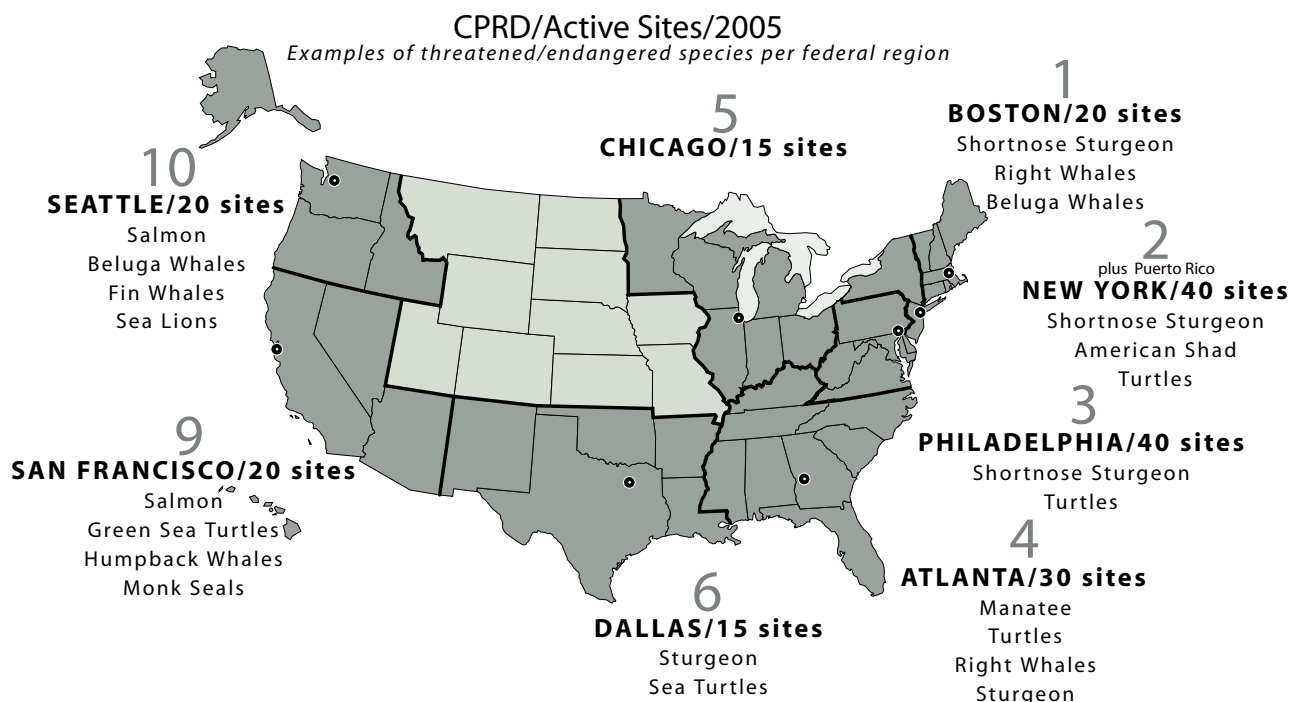 CPRD/Active Sites/2005
Examples of threatened/endangered species per federal region
1
BOSTON/20 sites
Shortnose Sturgeon
Right Whales
Beluga Whales
2
plus Puerto Rico
NEW YORK/40 sites
Shortnose Sturgeon
American Shad
Turtles
3
PHILADELPHIA/40 sites
Shortnose Sturgeon
Turtles
4
ATLANTA/30 sites
Manatee
Turtles
Right Whales
Sturgeon
5
CHICAGO/15 sites
6
DALLAS/15 sites
Sturgeon
Sea Turtles
9
SAN FRANCISCO/20 sites
Salmon
Green Sea Turtles
Humpback Whales
Monk Seals
10
SEATTLE/20 sites
Salmon
Beluga Whales
Fin Whales
Sea Lions